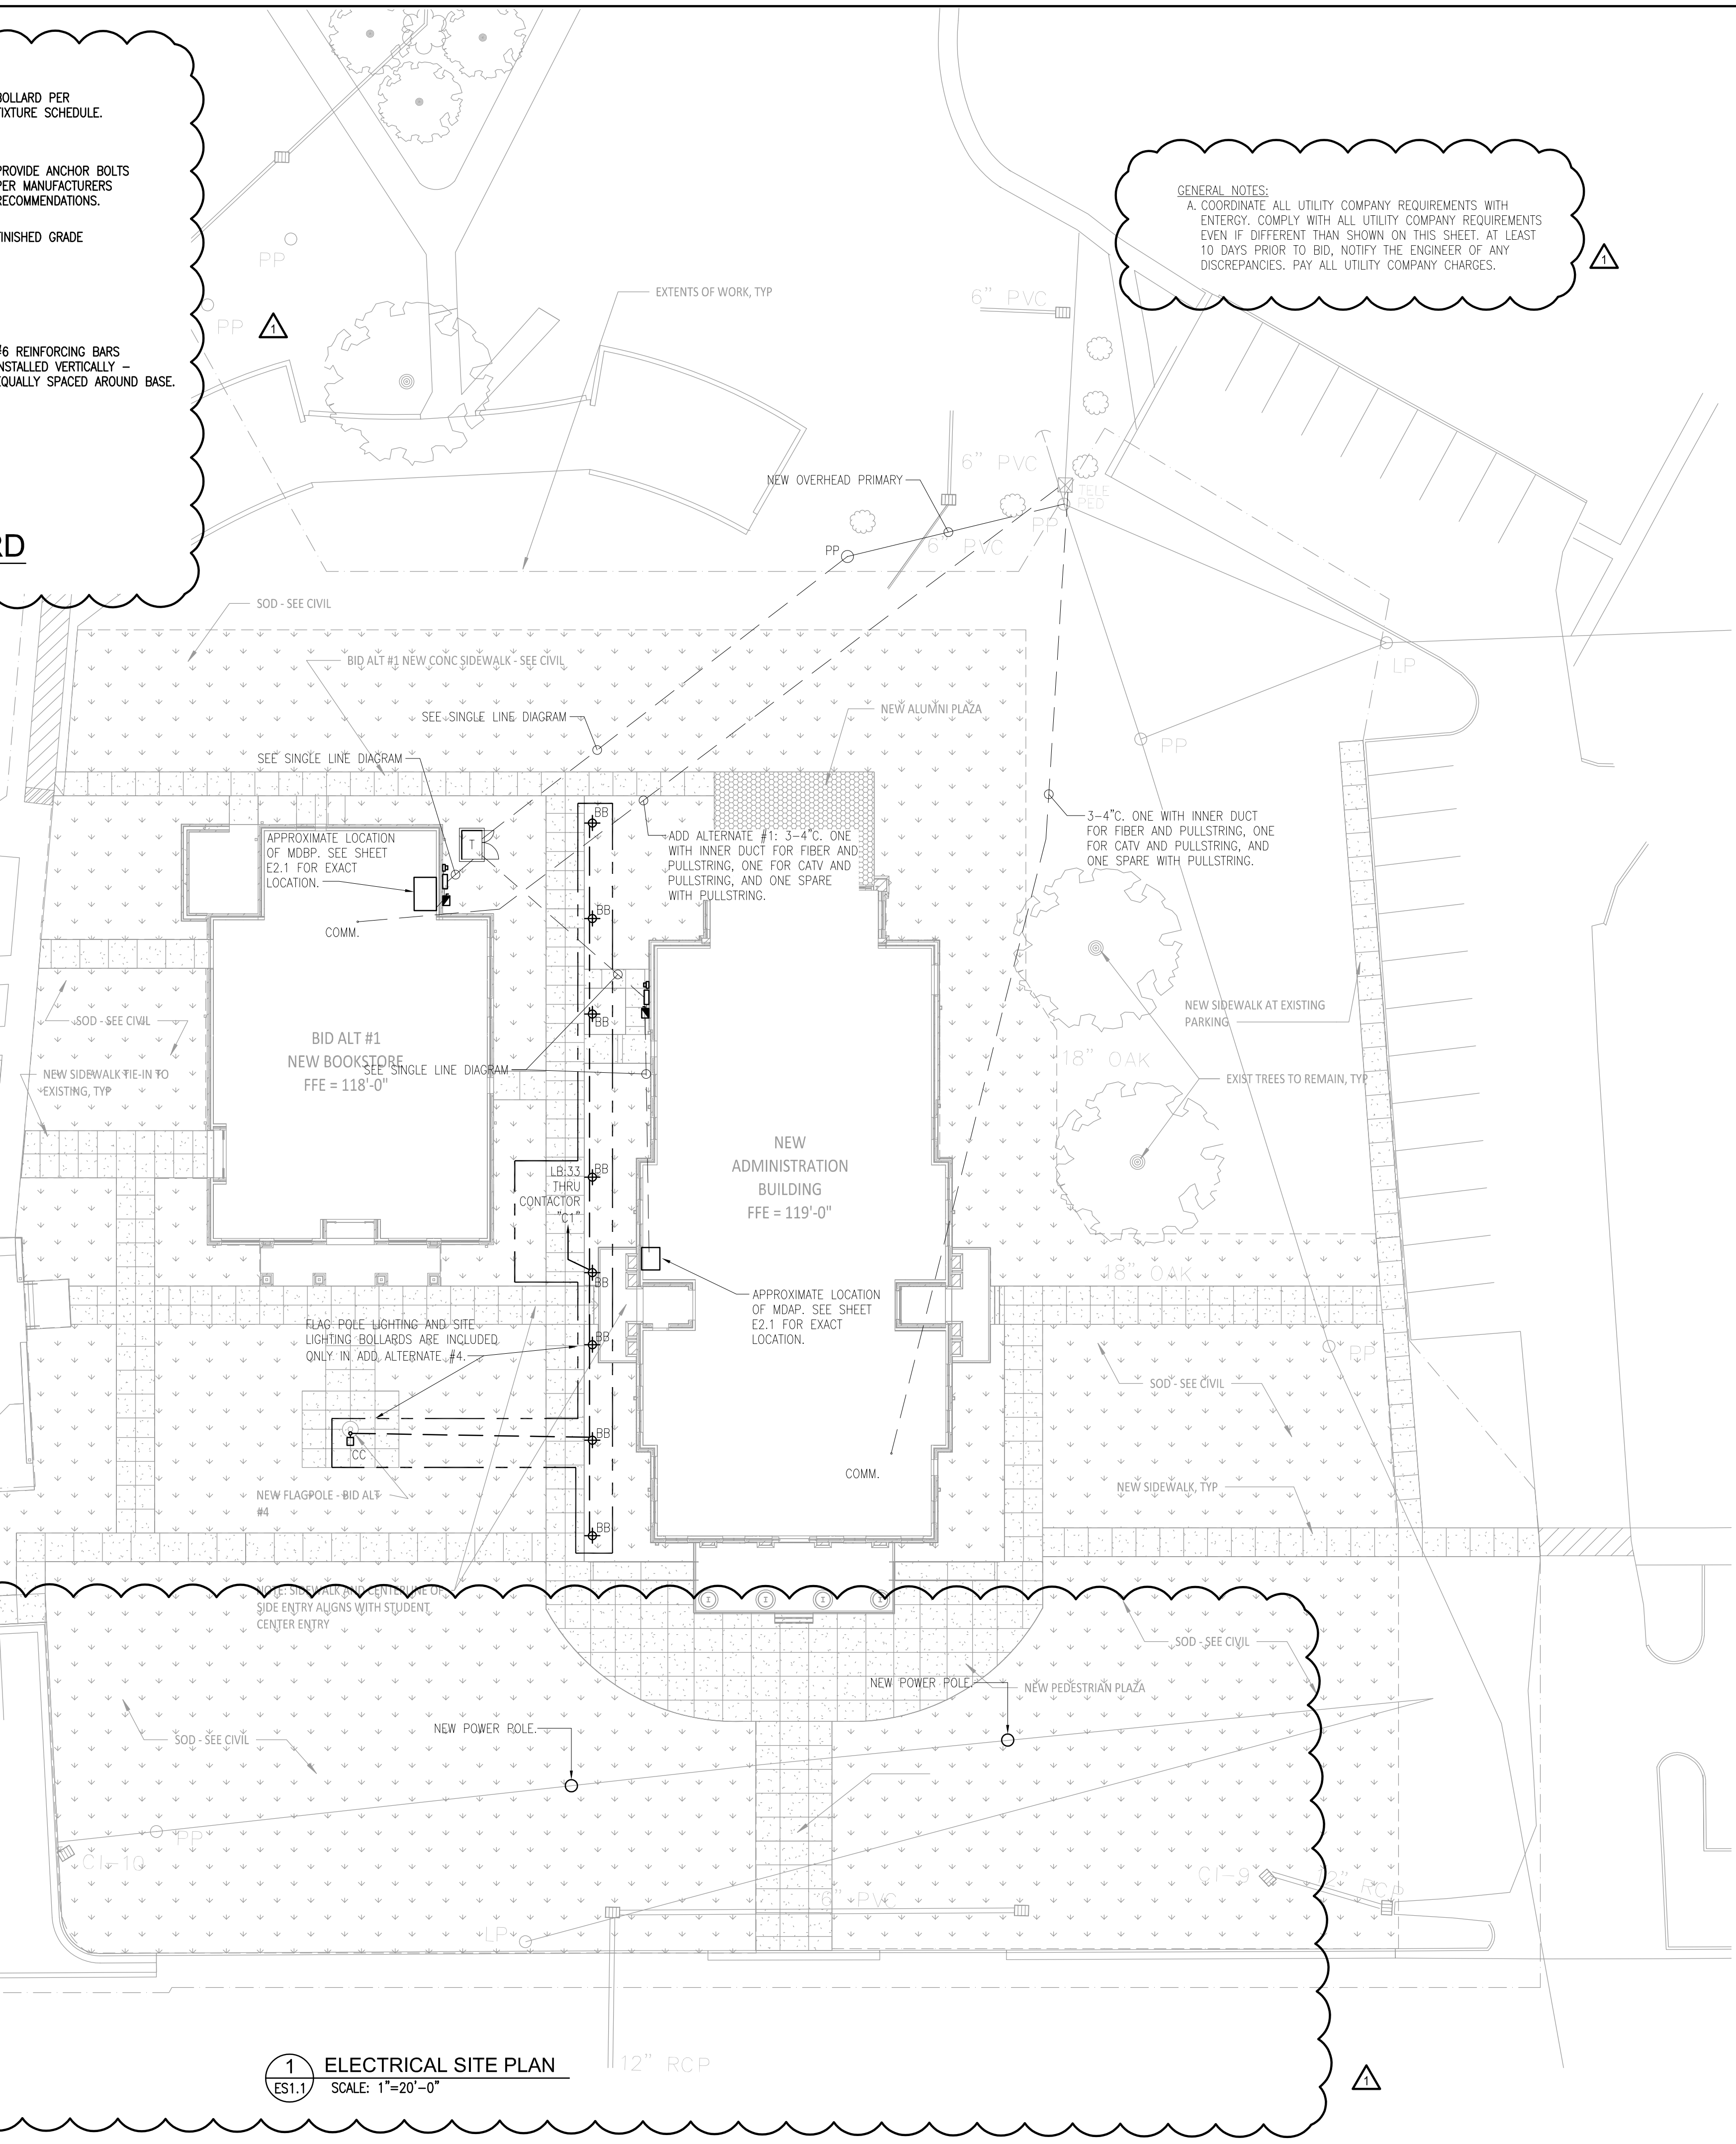 BOLLARD PER
FIXTURE SCHEDULE.
PROVIDE ANCHOR BOLTS
PER MANUFACTURERS
RECOMMENDATIONS.
FINISHED GRADE
#6 REINFORCING BARS
INSTALLED VERTICALLY –
EQUALLY SPACED AROUND BASE.
RD
PP
PP
1
EXTENTS OF WORK, TYP
GENERAL NOTES:
A. COORDINATE ALL UTILITY COMPANY REQUIREMENTS WITH
ENTERGY. COMPLY WITH ALL UTILITY COMPANY REQUIREMENTS
EVEN IF DIFFERENT THAN SHOWN ON THIS SHEET. AT LEAST
10 DAYS PRIOR TO BID, NOTIFY THE ENGINEER OF ANY
DISCREPANCIES. PAY ALL UTILITY COMPANY CHARGES.
1
6" PVC
6" PVC
NEW OVERHEAD PRIMARY
TELE
PED
PP
PP
6" PVC
SOD - SEE CIVIL
BID ALT #1 NEW CONC SIDEWALK - SEE CIVIL
LP
SEE SINGLE LINE DIAGRAM
NEW ALUMNI PLAZA
PP
SEE SINGLE LINE DIAGRAM
BB
3-4"C. ONE WITH INNER DUCT
FOR FIBER AND PULLSTRING, ONE
FOR CATV AND PULLSTRING, AND
ONE SPARE WITH PULLSTRING.
APPROXIMATE LOCATION
OF MDBP. SEE SHEET
E2.1 FOR EXACT
LOCATION.
T
ADD ALTERNATE #1: 3-4"C. ONE
WITH INNER DUCT FOR FIBER AND
PULLSTRING, ONE FOR CATV AND
PULLSTRING, AND ONE SPARE
WITH PULLSTRING.
BB
COMM.
NEW SIDEWALK AT EXISTING
PARKING
SOD - SEE CIVIL
BB
BID ALT #1
NEW BOOKSTORE
FFE = 118'-0"
SEE SINGLE LINE DIAGRAM
18" OAK
NEW SIDEWALK TIE-IN TO
EXISTING, TYP
EXIST TREES TO REMAIN, TYP
NEW
ADMINISTRATION
BUILDING
FFE = 119'-0"
LB:33
THRU
CONTACTOR
"C1"
BB
BB
18" OAK
APPROXIMATE LOCATION
OF MDAP. SEE SHEET
E2.1 FOR EXACT
LOCATION.
FLAG POLE LIGHTING AND SITE
LIGHTING BOLLARDS ARE INCLUDED
ONLY IN ADD ALTERNATE #4.
BB
PP
SOD - SEE CIVIL
BB
CC
COMM.
NEW FLAGPOLE - BID ALT
#4
NEW SIDEWALK, TYP
BB
NOTE: SIDEWALK AND CENTERLINE OF
SIDE ENTRY ALIGNS WITH STUDENT
CENTER ENTRY
SOD - SEE CIVIL
NEW POWER POLE.
NEW PEDESTRIAN PLAZA
NEW POWER POLE.
SOD - SEE CIVIL
PP
CI-10
6" PVC
CI-9
12" RCP
LP
12" RCP
1
ES1.1
ELECTRICAL SITE PLAN
SCALE: 1"=20'-0"
1